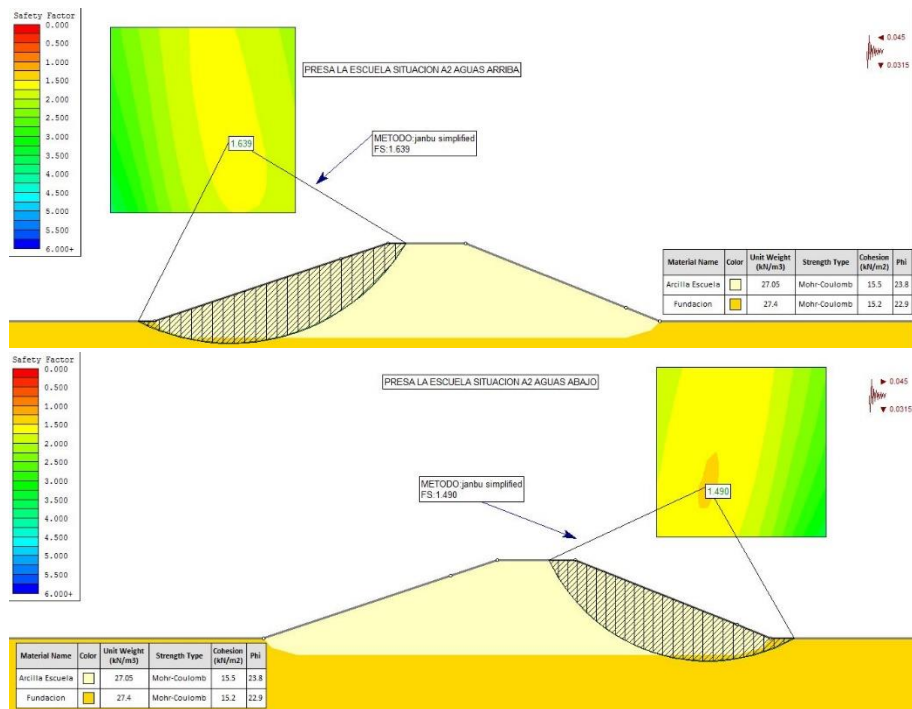 Safety Factor
0.000
0.500
1.000
1.500
2.000
2.500
3.000
3.500
4.000
4.500
5.000
5.500
6.000+
PRESA LA ESCUELA SITUACION A2 AGUAS ARRIBA
0.045
0.0315
1.639
METODO:janbu simplified
FS:1.639
Material Name Color Unit Weight (kN/m3) Strength Type Cohesion (kN/m2) Phi
Arcilla Escuela 27.05 Mohr-Coulomb 15.5 23.8
Fundacion 27.4 Mohr-Coulomb 15.2 22.9
Safety Factor
0.000
0.500
1.000
1.500
2.000
2.500
3.000
3.500
4.000
4.500
5.000
5.500
6.000+
PRESA LA ESCUELA SITUACION A2 AGUAS ABAJO
0.045
0.0315
1.490
METODO:janbu simplified
FS:1.490
Material Name Color Unit Weight (kN/m3) Strength Type Cohesion (kN/m2) Phi
Arcilla Escuela 27.05 Mohr-Coulomb 15.5 23.8
Fundacion 27.4 Mohr-Coulomb 15.2 22.9